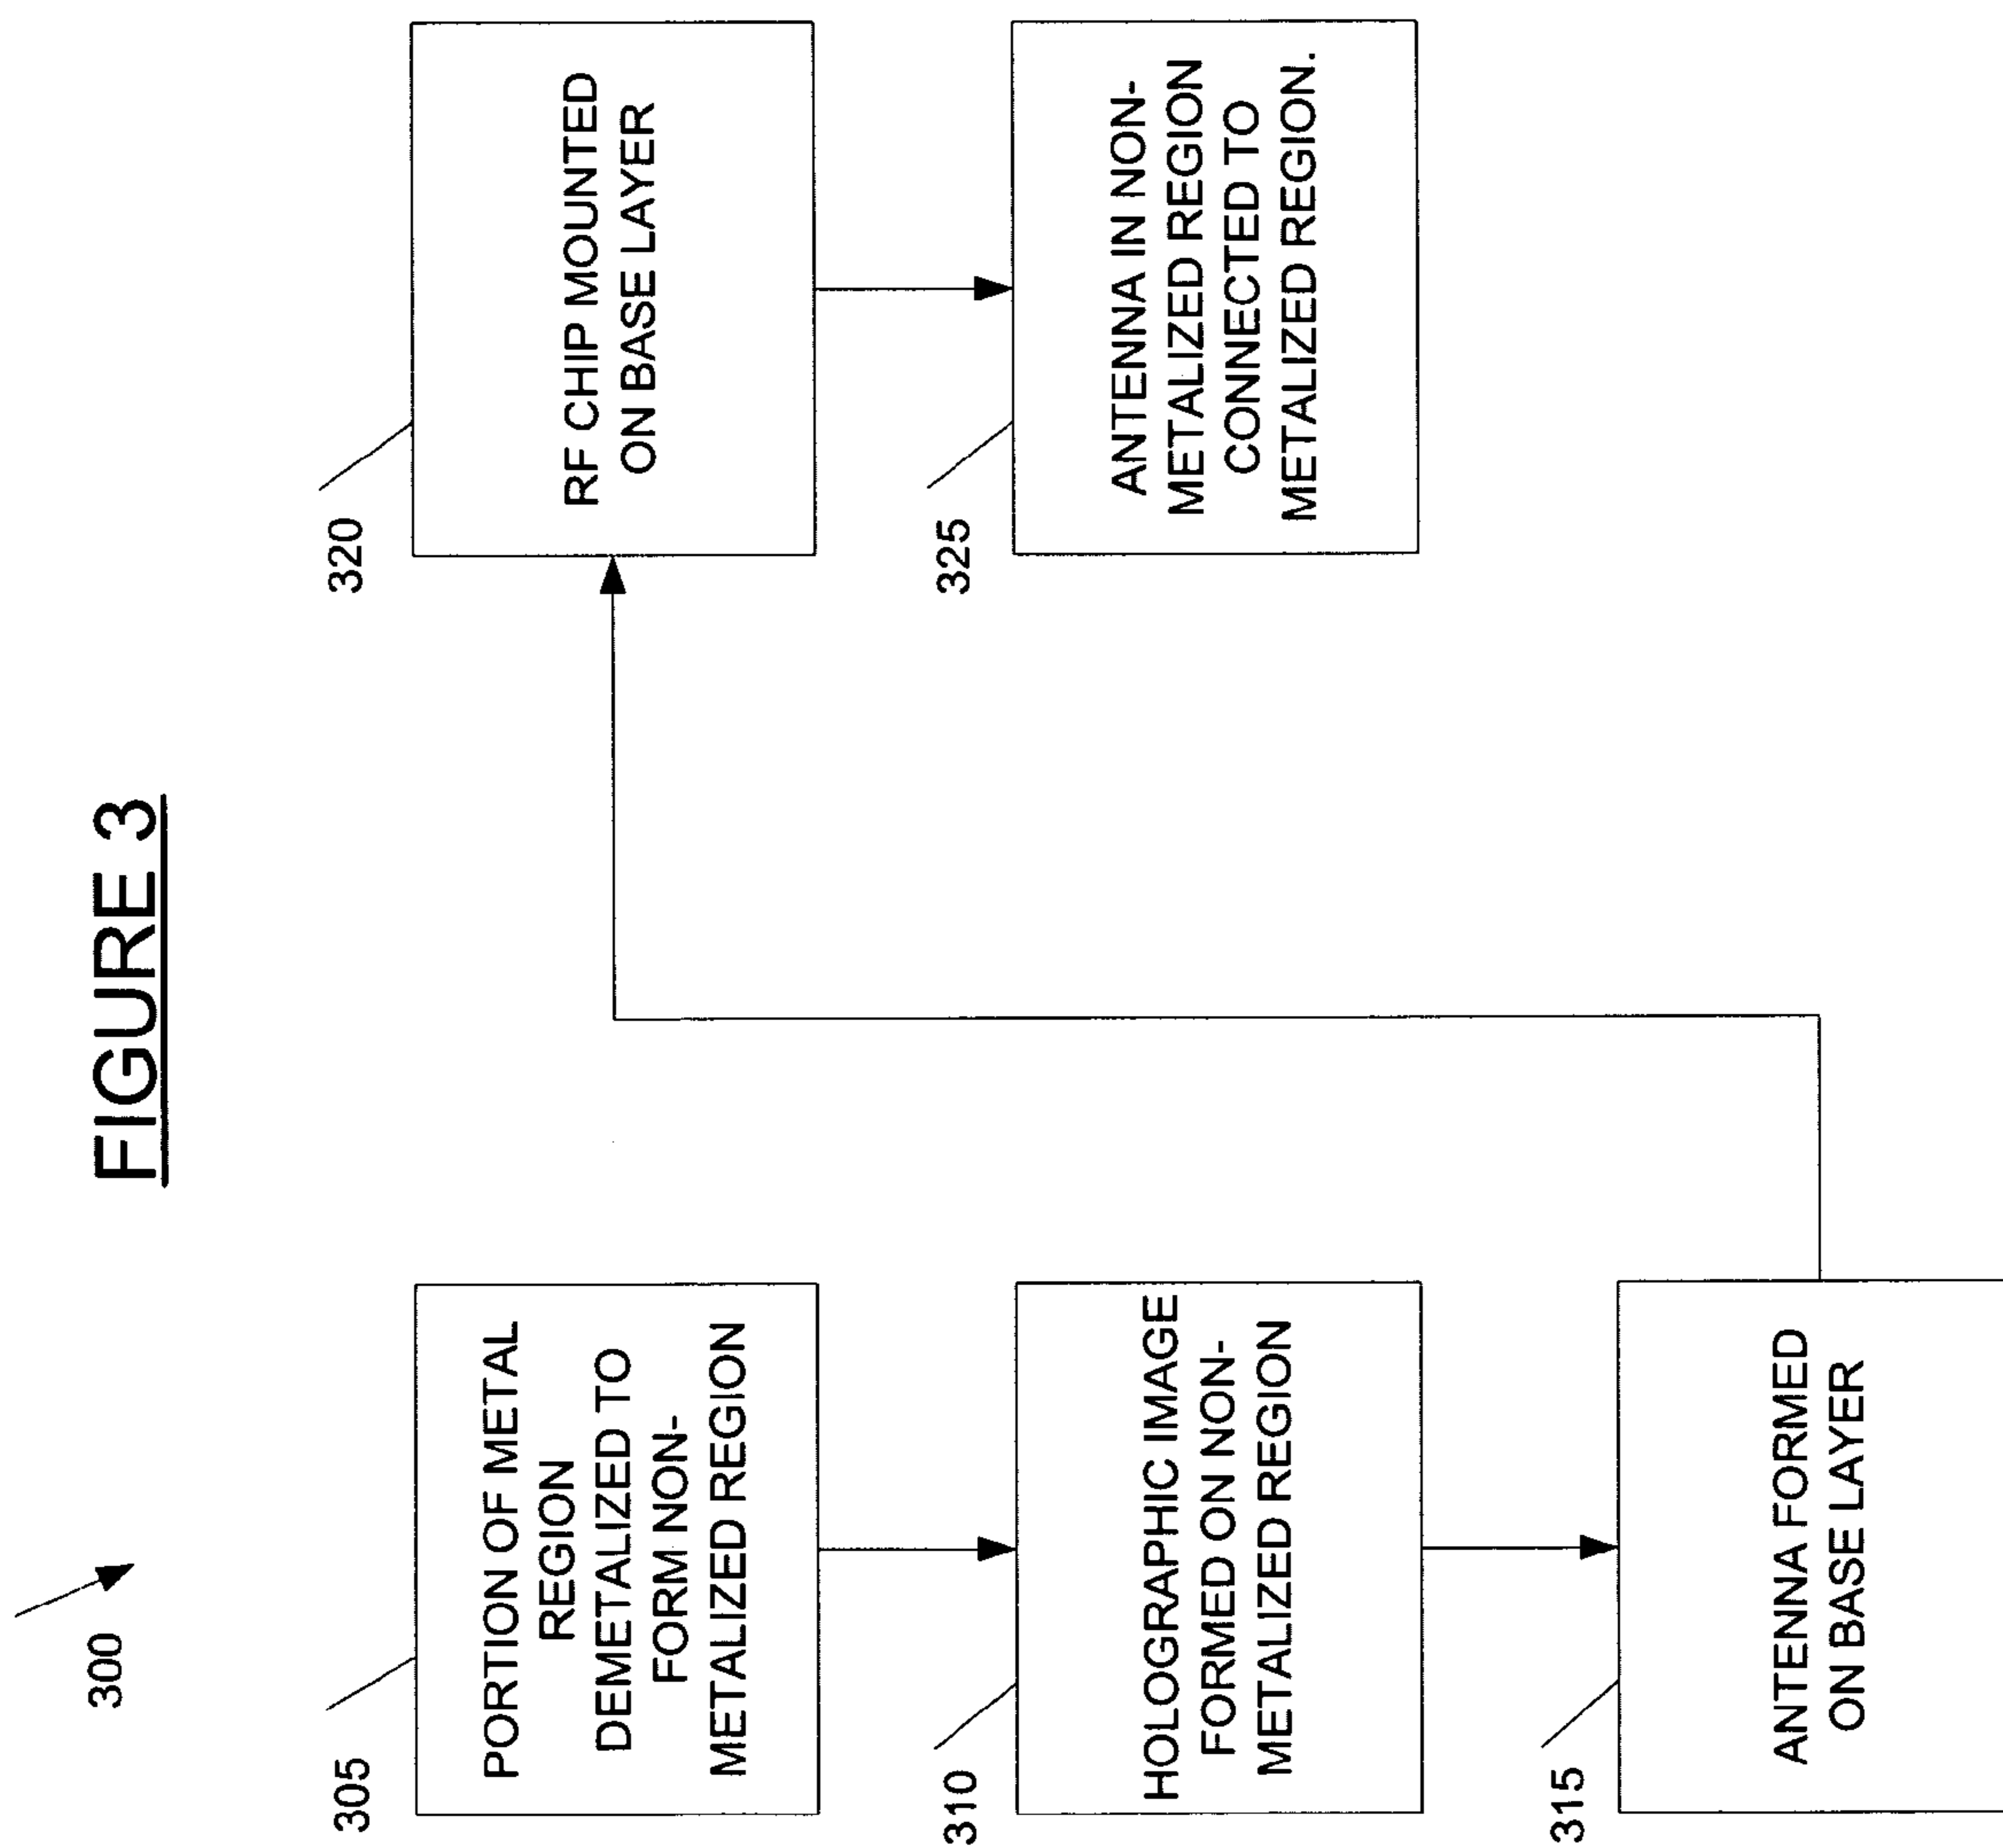 FIGURE 3
300
305
PORTION OF METAL
REGION
DEMETALIZED TO
FORM NON-
METALIZED REGION
310
HOLOGRAPHIC IMAGE
FORMED ON NON-
METALIZED REGION
315
ANTENNA FORMED
ON BASE LAYER
320
RF CHIP MOUNTED
ON BASE LAYER
325
ANTENNA IN NON-
METALIZED REGION
CONNECTED TO
METALIZED REGION.